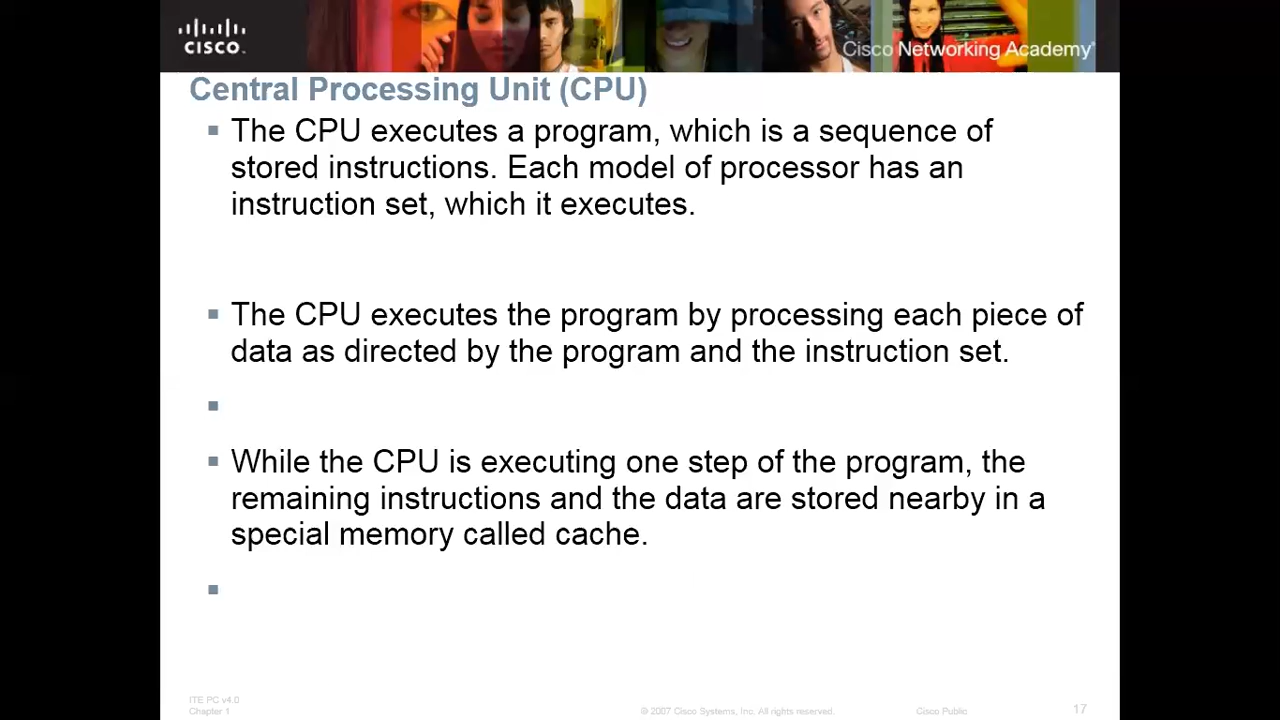 CISCO
Cisco Networking Academy®
Central Processing Unit (CPU)
▪ The CPU executes a program, which is a sequence of
stored instructions. Each model of processor has an
instruction set, which it executes.
▪ The CPU executes the program by processing each piece of
data as directed by the program and the instruction set.
▪
▪ While the CPU is executing one step of the program, the
remaining instructions and the data are stored nearby in a
special memory called cache.
▪
ITE PC v4.0
Chapter 1
© 2007 Cisco Systems, Inc. All rights reserved.
Cisco Public
17